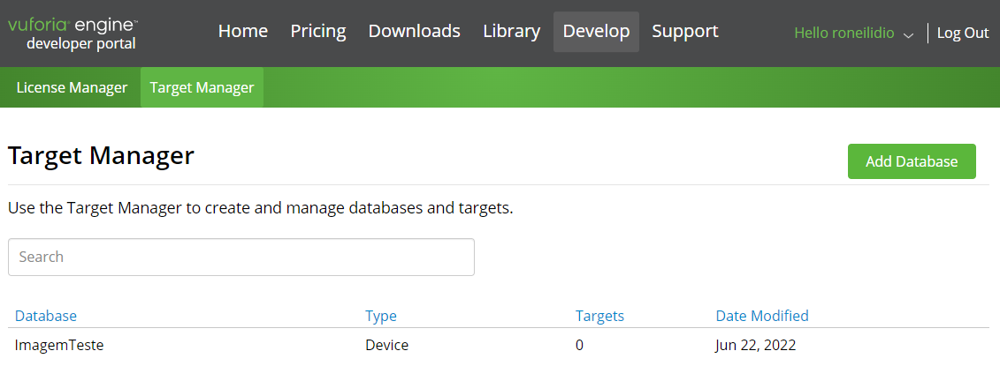 vuforia® engine™
developer portal
Home Pricing Downloads Library Develop Support
Hello roneilidio Log Out
License Manager Target Manager
Target Manager
Add Database
Use the Target Manager to create and manage databases and targets.
Search
Database Type Targets Date Modified
ImagemTeste Device 0 Jun 22, 2022